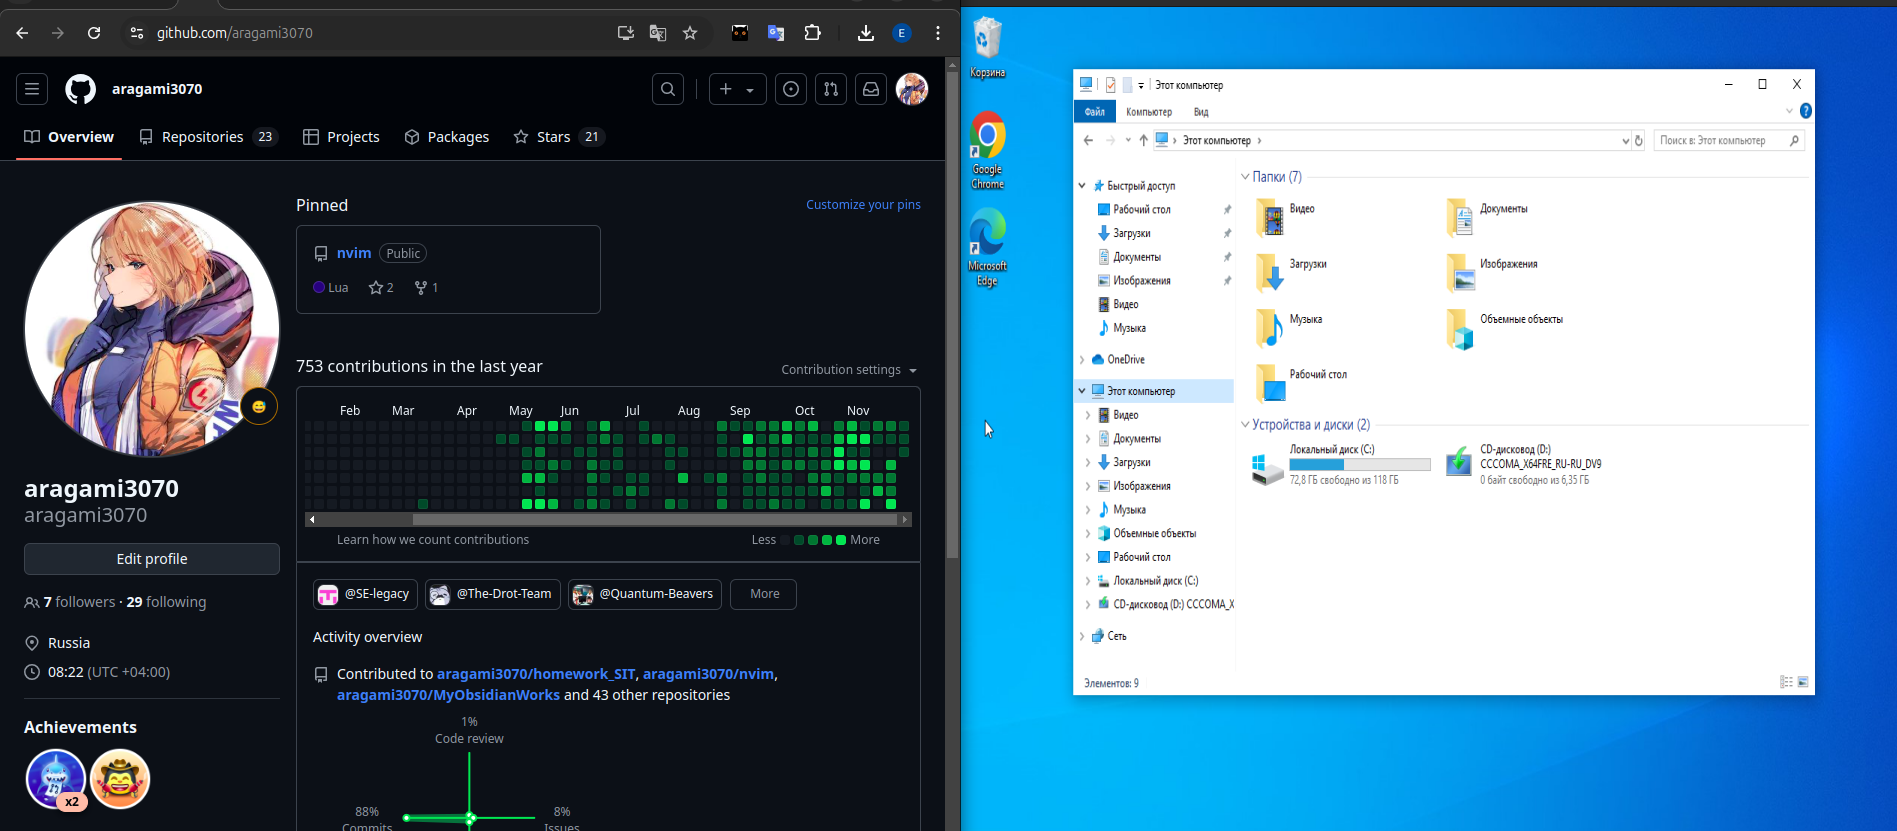 github.com/aragami3070
E
aragami3070
Overview
Repositories 23
Projects
Packages
Stars 21
Pinned
Customize your pins
nvim Public
Lua 2 1
753 contributions in the last year
Contribution settings
Feb Mar Apr May Jun Jul Aug Sep Oct Nov
Learn how we count contributions
Less More
@SE-legacy
@The-Drot-Team
@Quantum-Beavers
More
Activity overview
Contributed to aragami3070/homework_SIT, aragami3070/nvim,
aragami3070/MyObsidianWorks and 43 other repositories
1%
Code review
88%
Commits
8%
Issues
aragami3070
aragami3070
Edit profile
7 followers · 29 following
Russia
08:22 (UTC +04:00)
Achievements
x2
Корзина
Google
Chrome
Microsoft
Edge
Этот компьютер
Файл
Компьютер
Вид
Этот компьютер
Поиск в: Этот компьютер
Быстрый доступ
Рабочий стол
Загрузки
Документы
Изображения
Видео
Музыка
OneDrive
Этот компьютер
Видео
Документы
Загрузки
Изображения
Музыка
Объемные объекты
Рабочий стол
Локальный диск (C:)
CD-дисковод (D:) CCCOMA_X
Сеть
Папки (7)
Видео
Документы
Загрузки
Изображения
Музыка
Объемные объекты
Рабочий стол
Устройства и диски (2)
Локальный диск (C:)
72,8 ГБ свободно из 118 ГБ
CD-дисковод (D:)
CCCOMA_X64FRE_RU-RU_DV9
0 байт свободно из 6,35 ГБ
Элементов: 9